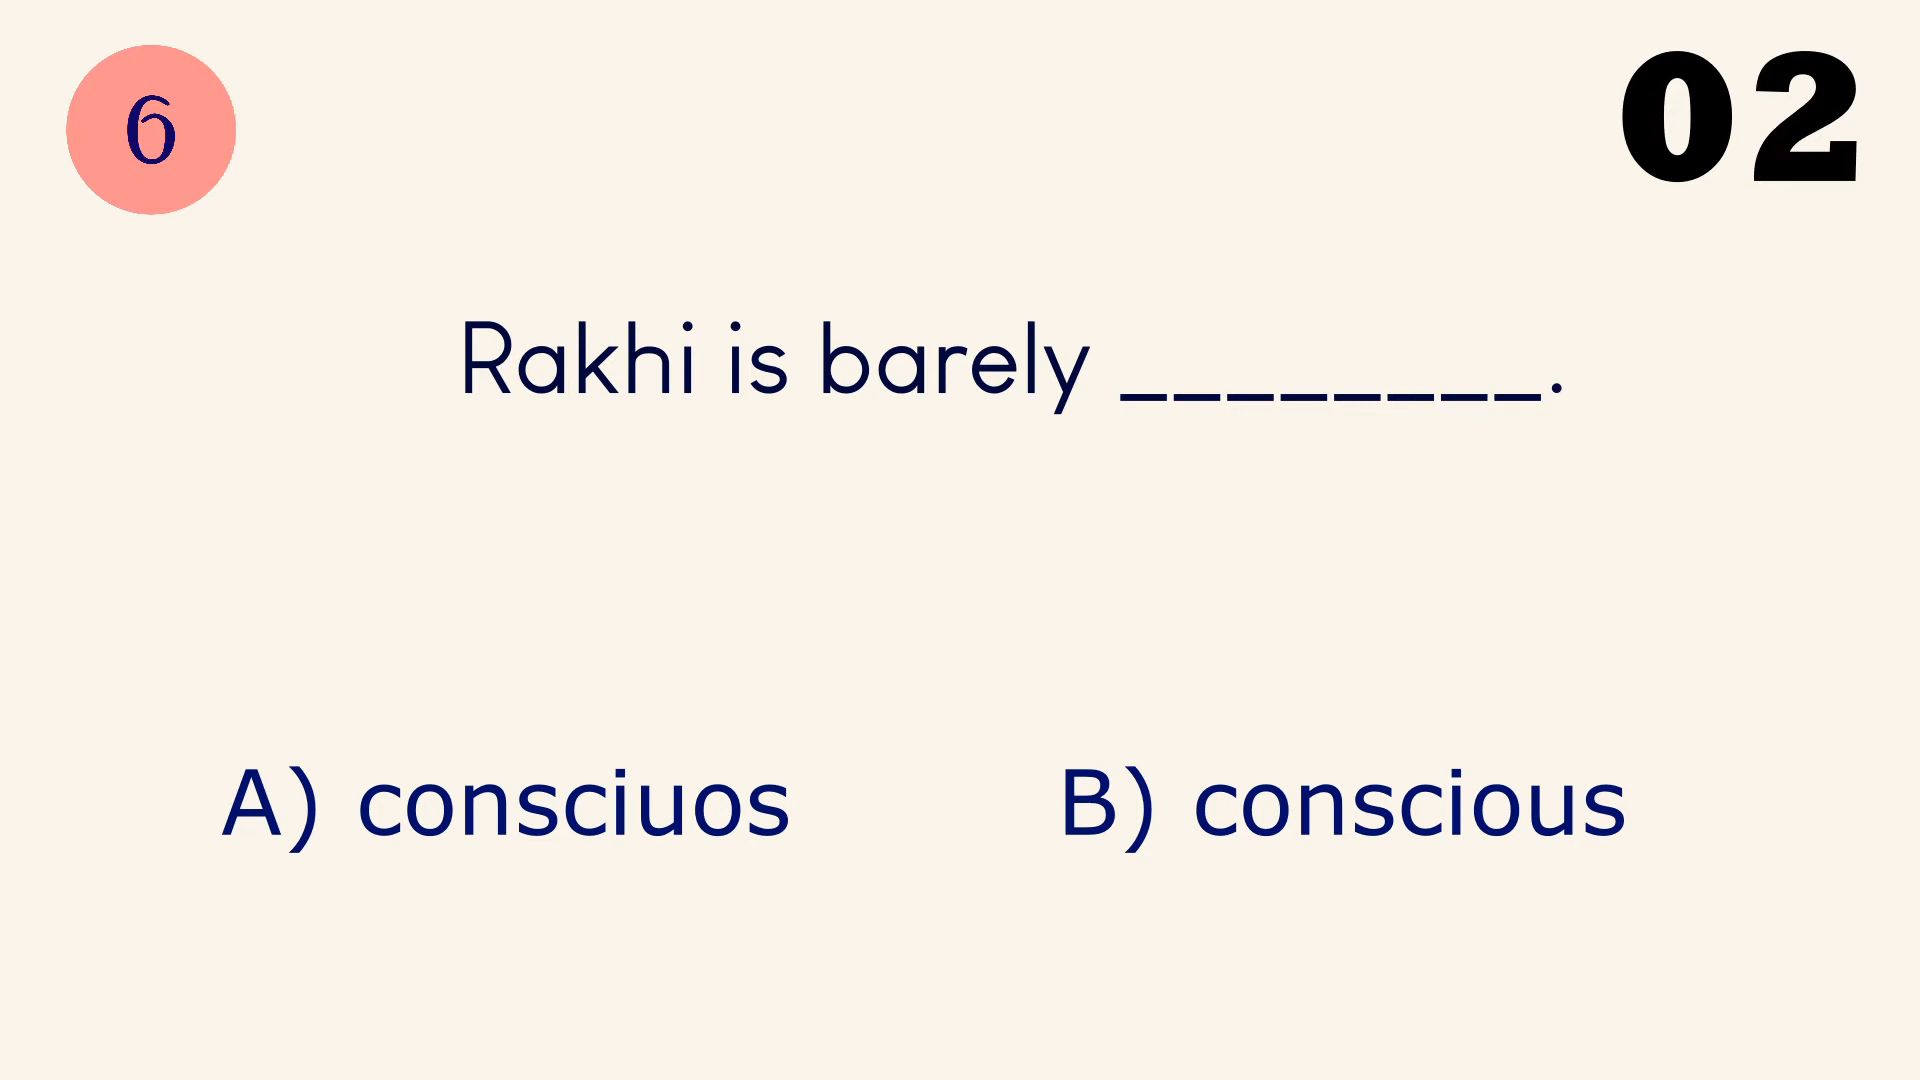 6
02
Rakhi is barely ________.
A) consciuos
B) conscious